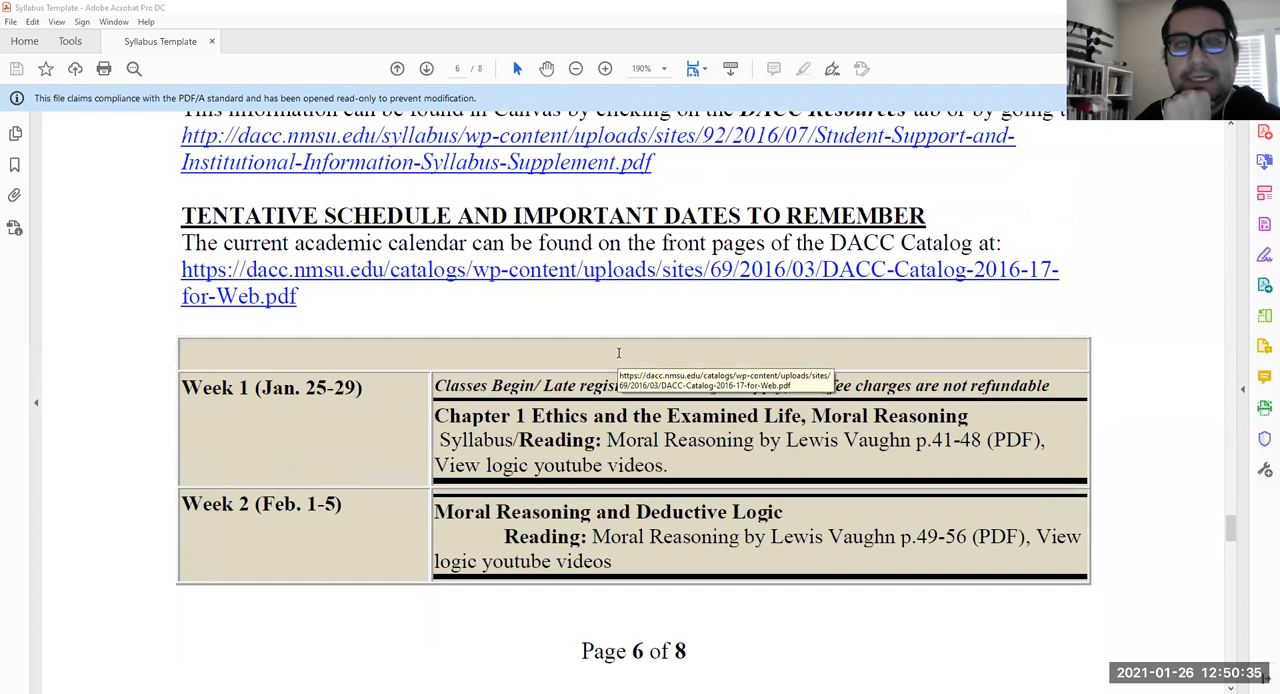 Syllabus Template - Adobe Acrobat Pro DC
File Edit View Sign Window Help
Home Tools Syllabus Template ×
6 / 8 190%
This file claims compliance with the PDF/A standard and has been opened read-only to prevent modification.
This information can be found in Canvas by clicking on the DACC Resources tab or by going
http://dacc.nmsu.edu/syllabus/wp-content/uploads/sites/92/2016/07/Student-Support-and-
Institutional-Information-Syllabus-Supplement.pdf
TENTATIVE SCHEDULE AND IMPORTANT DATES TO REMEMBER
The current academic calendar can be found on the front pages of the DACC Catalog at:
https://dacc.nmsu.edu/catalogs/wp-content/uploads/sites/69/2016/03/DACC-Catalog-2016-17-
for-Web.pdf
https://dacc.nmsu.edu/catalogs/wp-content/uploads/sites/
69/2016/03/DACC-Catalog-2016-17-for-Web.pdf
Week 1 (Jan. 25-29)
Classes Begin/ Late fee charges are not refundable
Chapter 1 Ethics and the Examined Life, Moral Reasoning
Syllabus/Reading: Moral Reasoning by Lewis Vaughn p.41-48 (PDF),
View logic youtube videos.
Week 2 (Feb. 1-5)
Moral Reasoning and Deductive Logic
Reading: Moral Reasoning by Lewis Vaughn p.49-56 (PDF), View
logic youtube videos
Page 6 of 8
2021-01-26 12:50:35